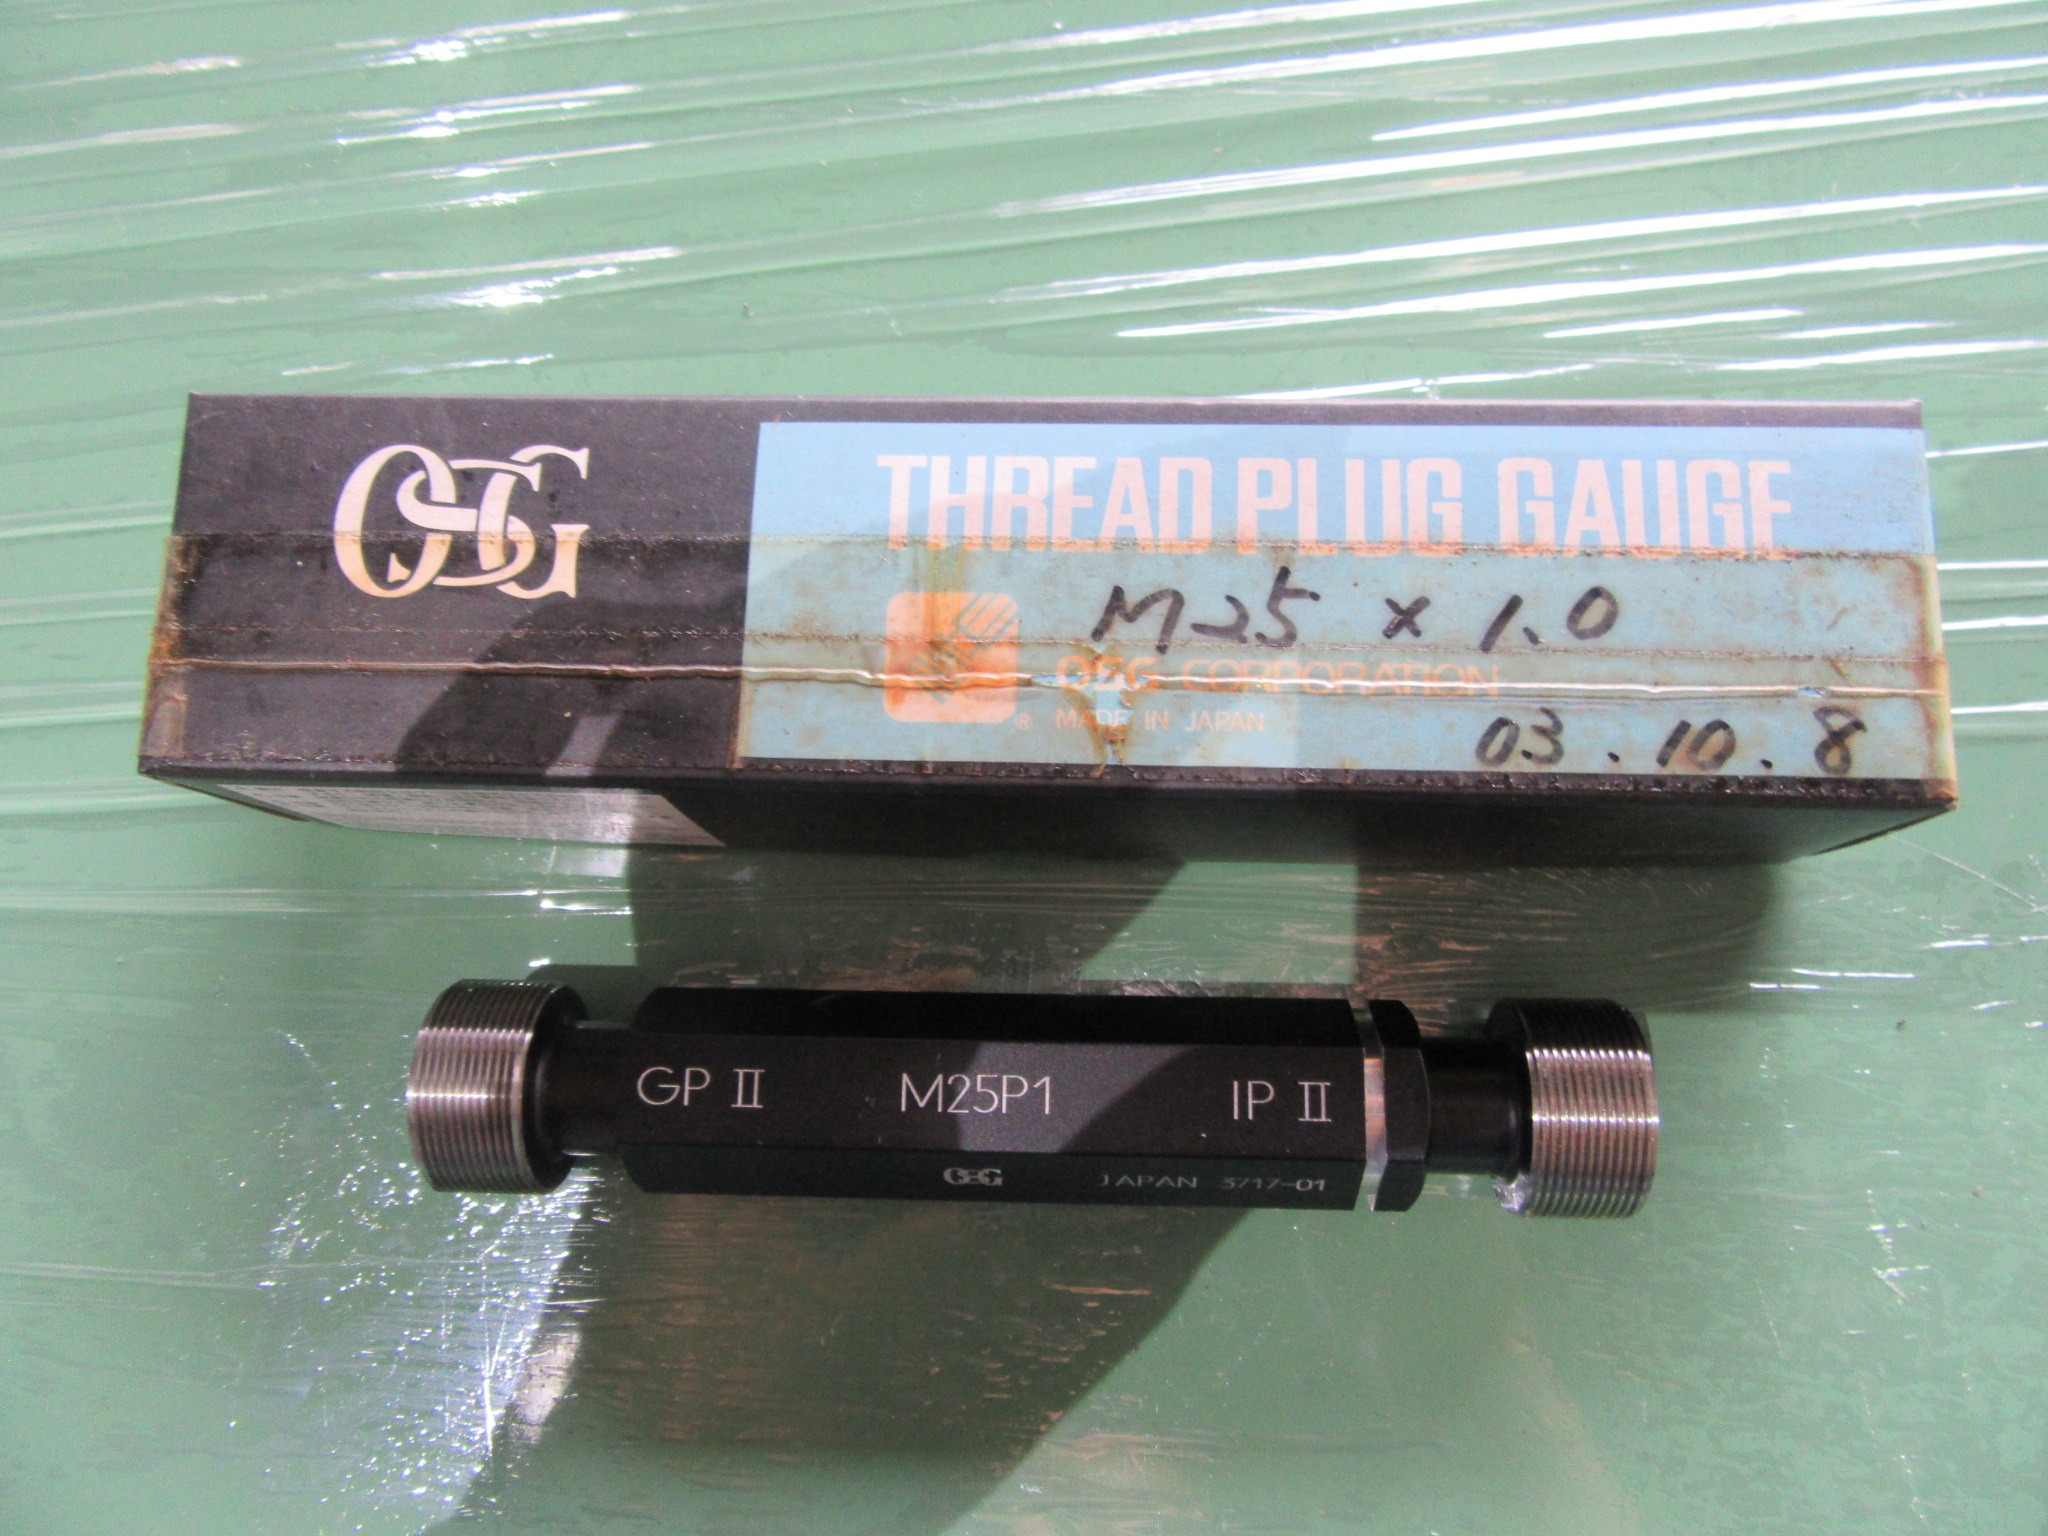 OSG
THREAD PLUG GAUGE
M25 × 1.0
OSG CORPORATION
® MADE IN JAPAN
03.10.8
GP II M25P1 IP II
OSG JAPAN 3717-01